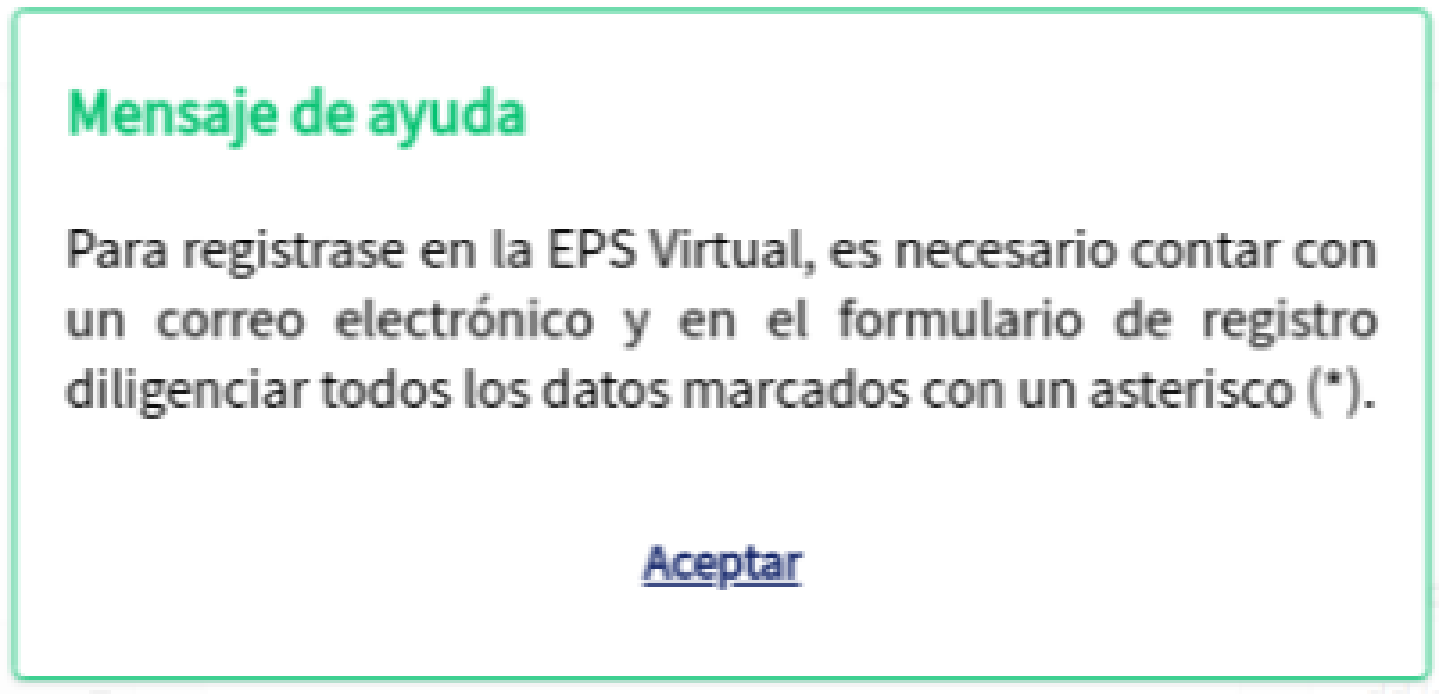 Mensaje de ayuda
Para registrase en la EPS Virtual, es necesario contar con
un correo electrónico y en el formulario de registro
diligenciar todos los datos marcados con un asterisco (*).
Aceptar